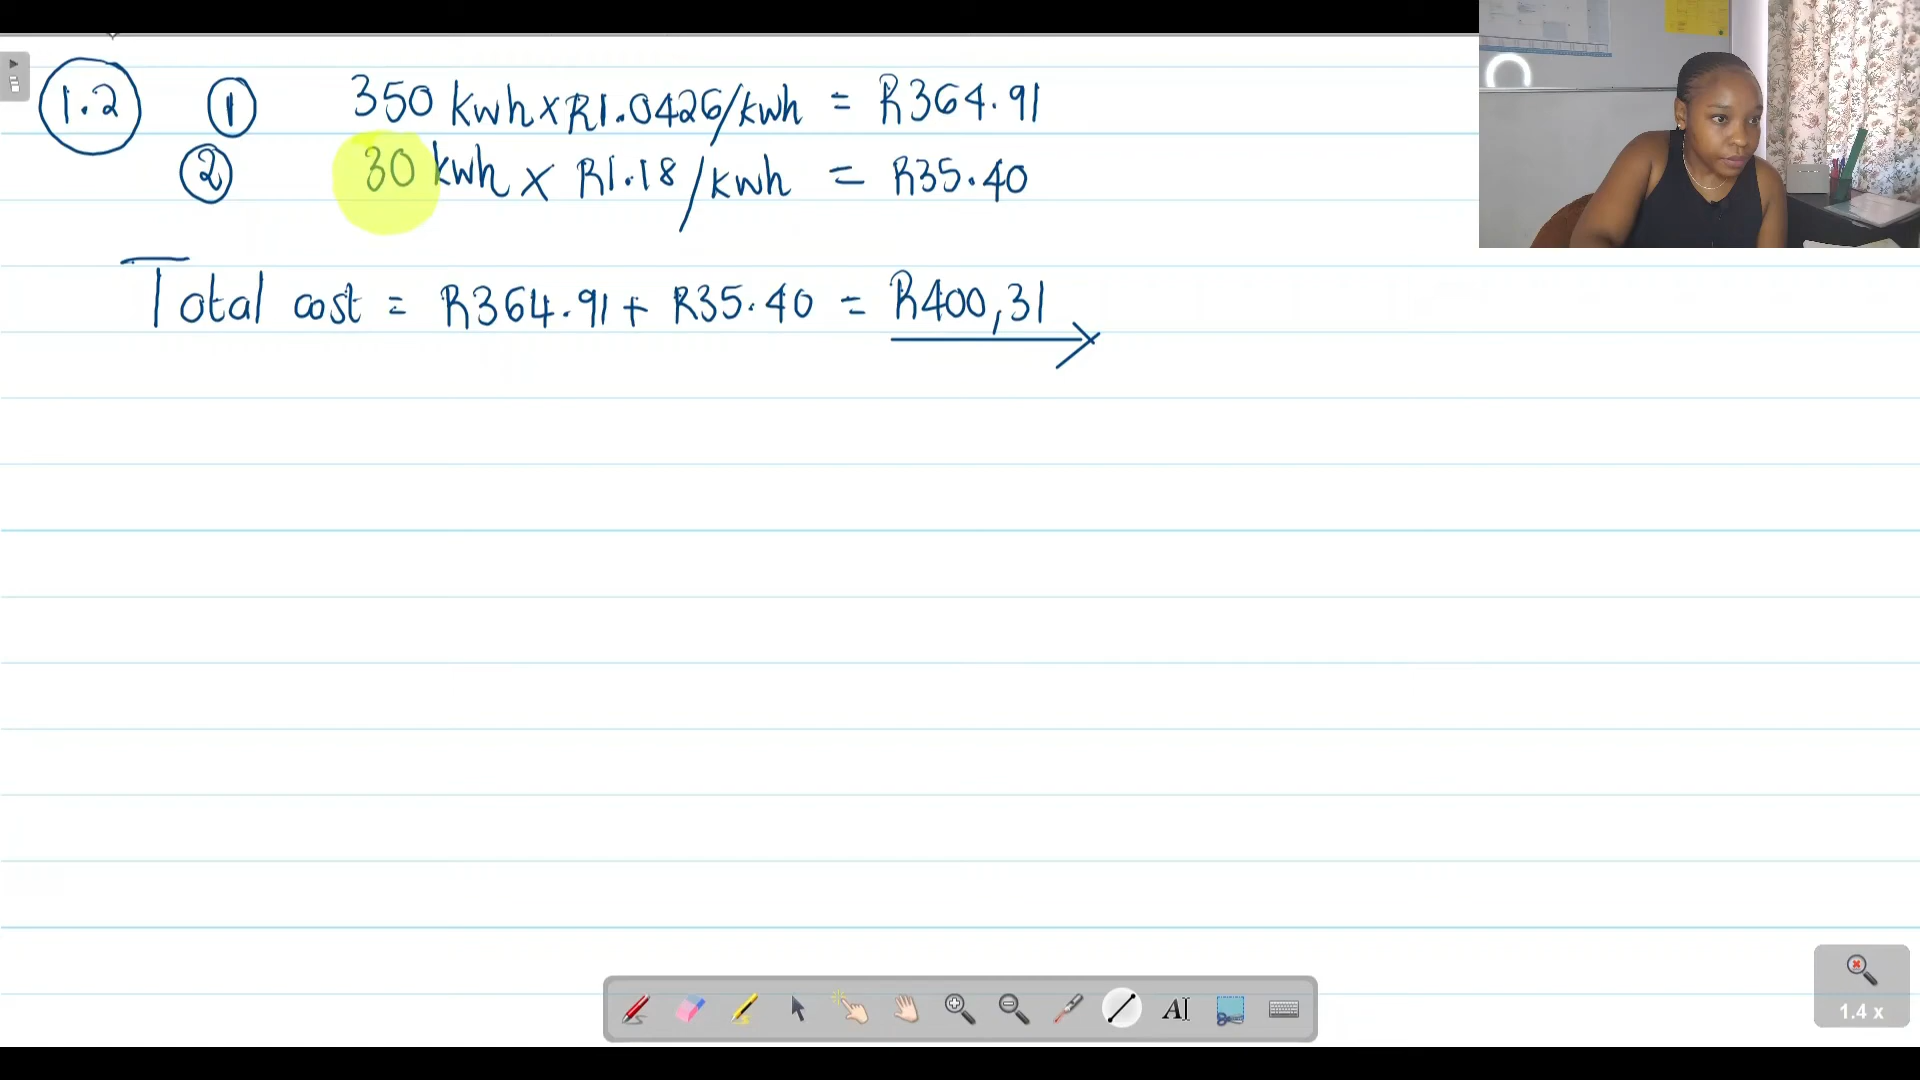 1.2 1 350 kwh x R1.0426/kwh = R364.91
2 30 kwh x R1.18/kwh = R35.40
Total cost = R364.91 + R35.40 = R400,31
AI
1.4 x